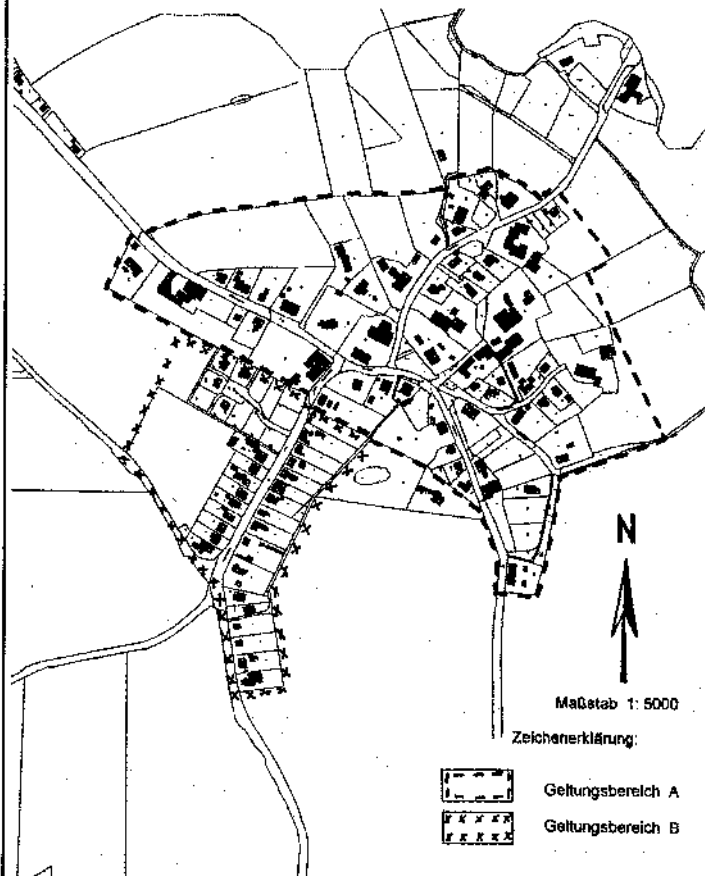 N
Maßstab 1: 5000
Zeichenerklärung:
Geltungsbereich A
Geltungsbereich B